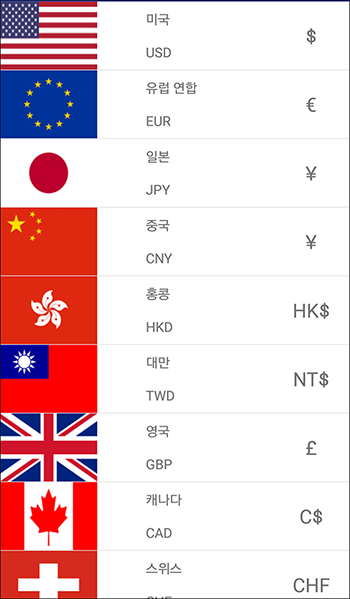 미국
$
USD
유럽 연합
€
EUR
일본
¥
JPY
중국
¥
CNY
홍콩
HK$
HKD
대만
NT$
TWD
영국
£
GBP
캐나다
C$
CAD
스위스
CHF